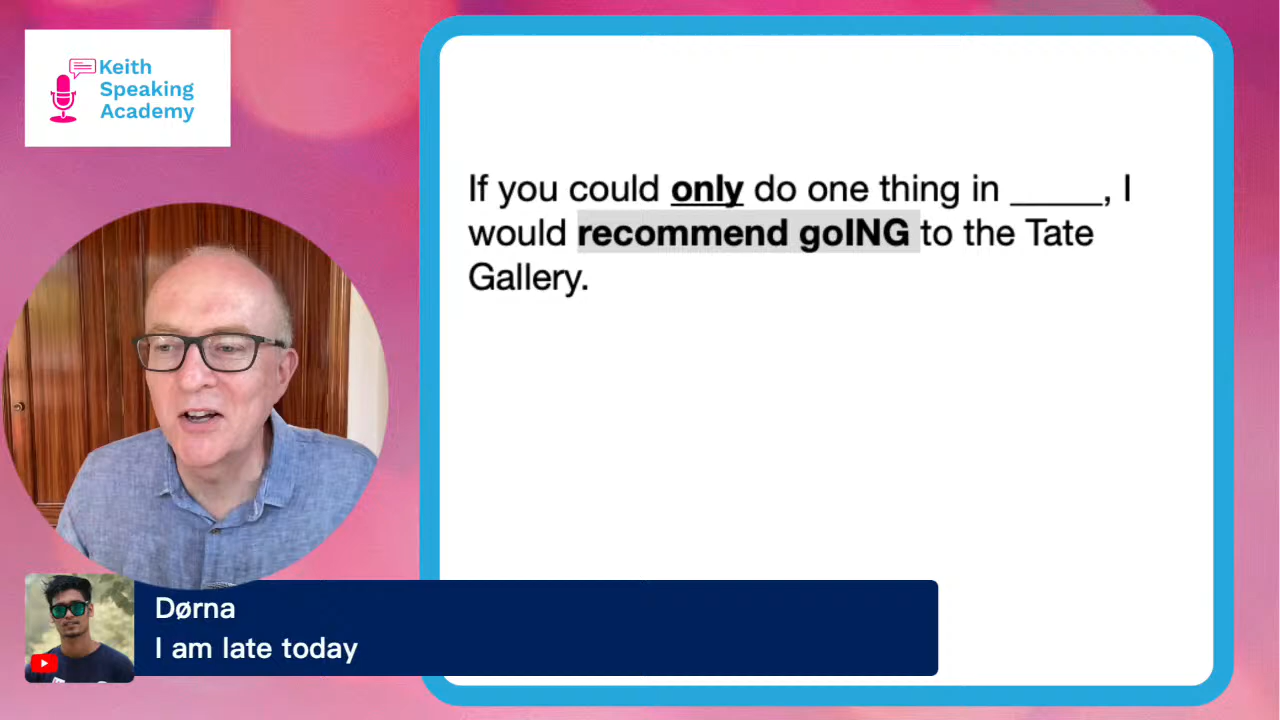 Keith
Speaking
Academy
If you could only do one thing in _____, I
would recommend goING to the Tate
Gallery.
Dørna
I am late today